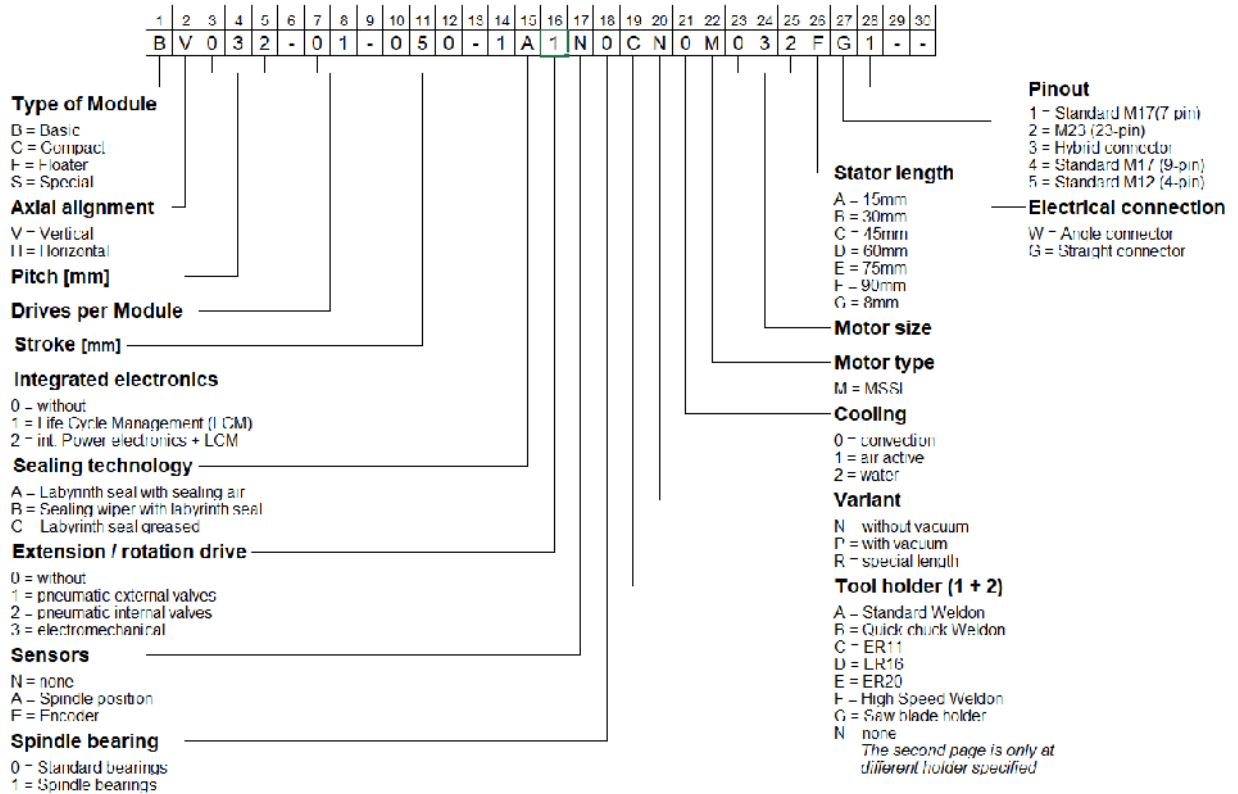 1 2 3 4 5 6 7 8 9 10 11 12 13 14 15 16 17 18 19 20 21 22 23 24 25 26 27 28 29 30
B V 0 3 2 - 0 1 - 0 5 0 - 1 A 1 N 0 C N 0 M 0 3 2 F G 1 - -
Type of Module
B = Basic
C = Compact
F = Floater
S = Special
Axial alignment
V = Vertical
H = Horizontal
Pitch [mm]
Drives per Module
Stroke [mm]
Integrated electronics
0 = without
1 = Life Cycle Management (LCM)
2 = int. Power electronics + LCM
Sealing technology
A = Labyrinth seal with sealing air
B = Sealing wiper with labyrinth seal
C Labyrinth seal greased
Extension / rotation drive
0 = without
1 = pneumatic external valves
2 = pneumatic internal valves
3 = electromechanical
Sensors
N = none
A = Spindle position
E = Encoder
Spindle bearing
0 = Standard bearings
1 = Spindle bearings
Pinout
1 = Standard M17(7 pin)
2 = M23 (23-pin)
3 = Hybrid connector
4 = Standard M17 (9-pin)
5 = Standard M12 (4-pin)
Electrical connection
W = Angle connector
G = Straight connector
Stator length
A = 15mm
B = 30mm
C = 45mm
D = 60mm
E = 75mm
F = 90mm
G = 8mm
Motor size
Motor type
M = MSSI
Cooling
0 = convection
1 = air active
2 = water
Variant
N without vacuum
P = with vacuum
R = special length
Tool holder (1 + 2)
A = Standard Weldon
B = Quick chuck Weldon
C = ER11
D = ER16
E = ER20
F = High Speed Weldon
G = Saw blade holder
N none
The second page is only at
different holder specified